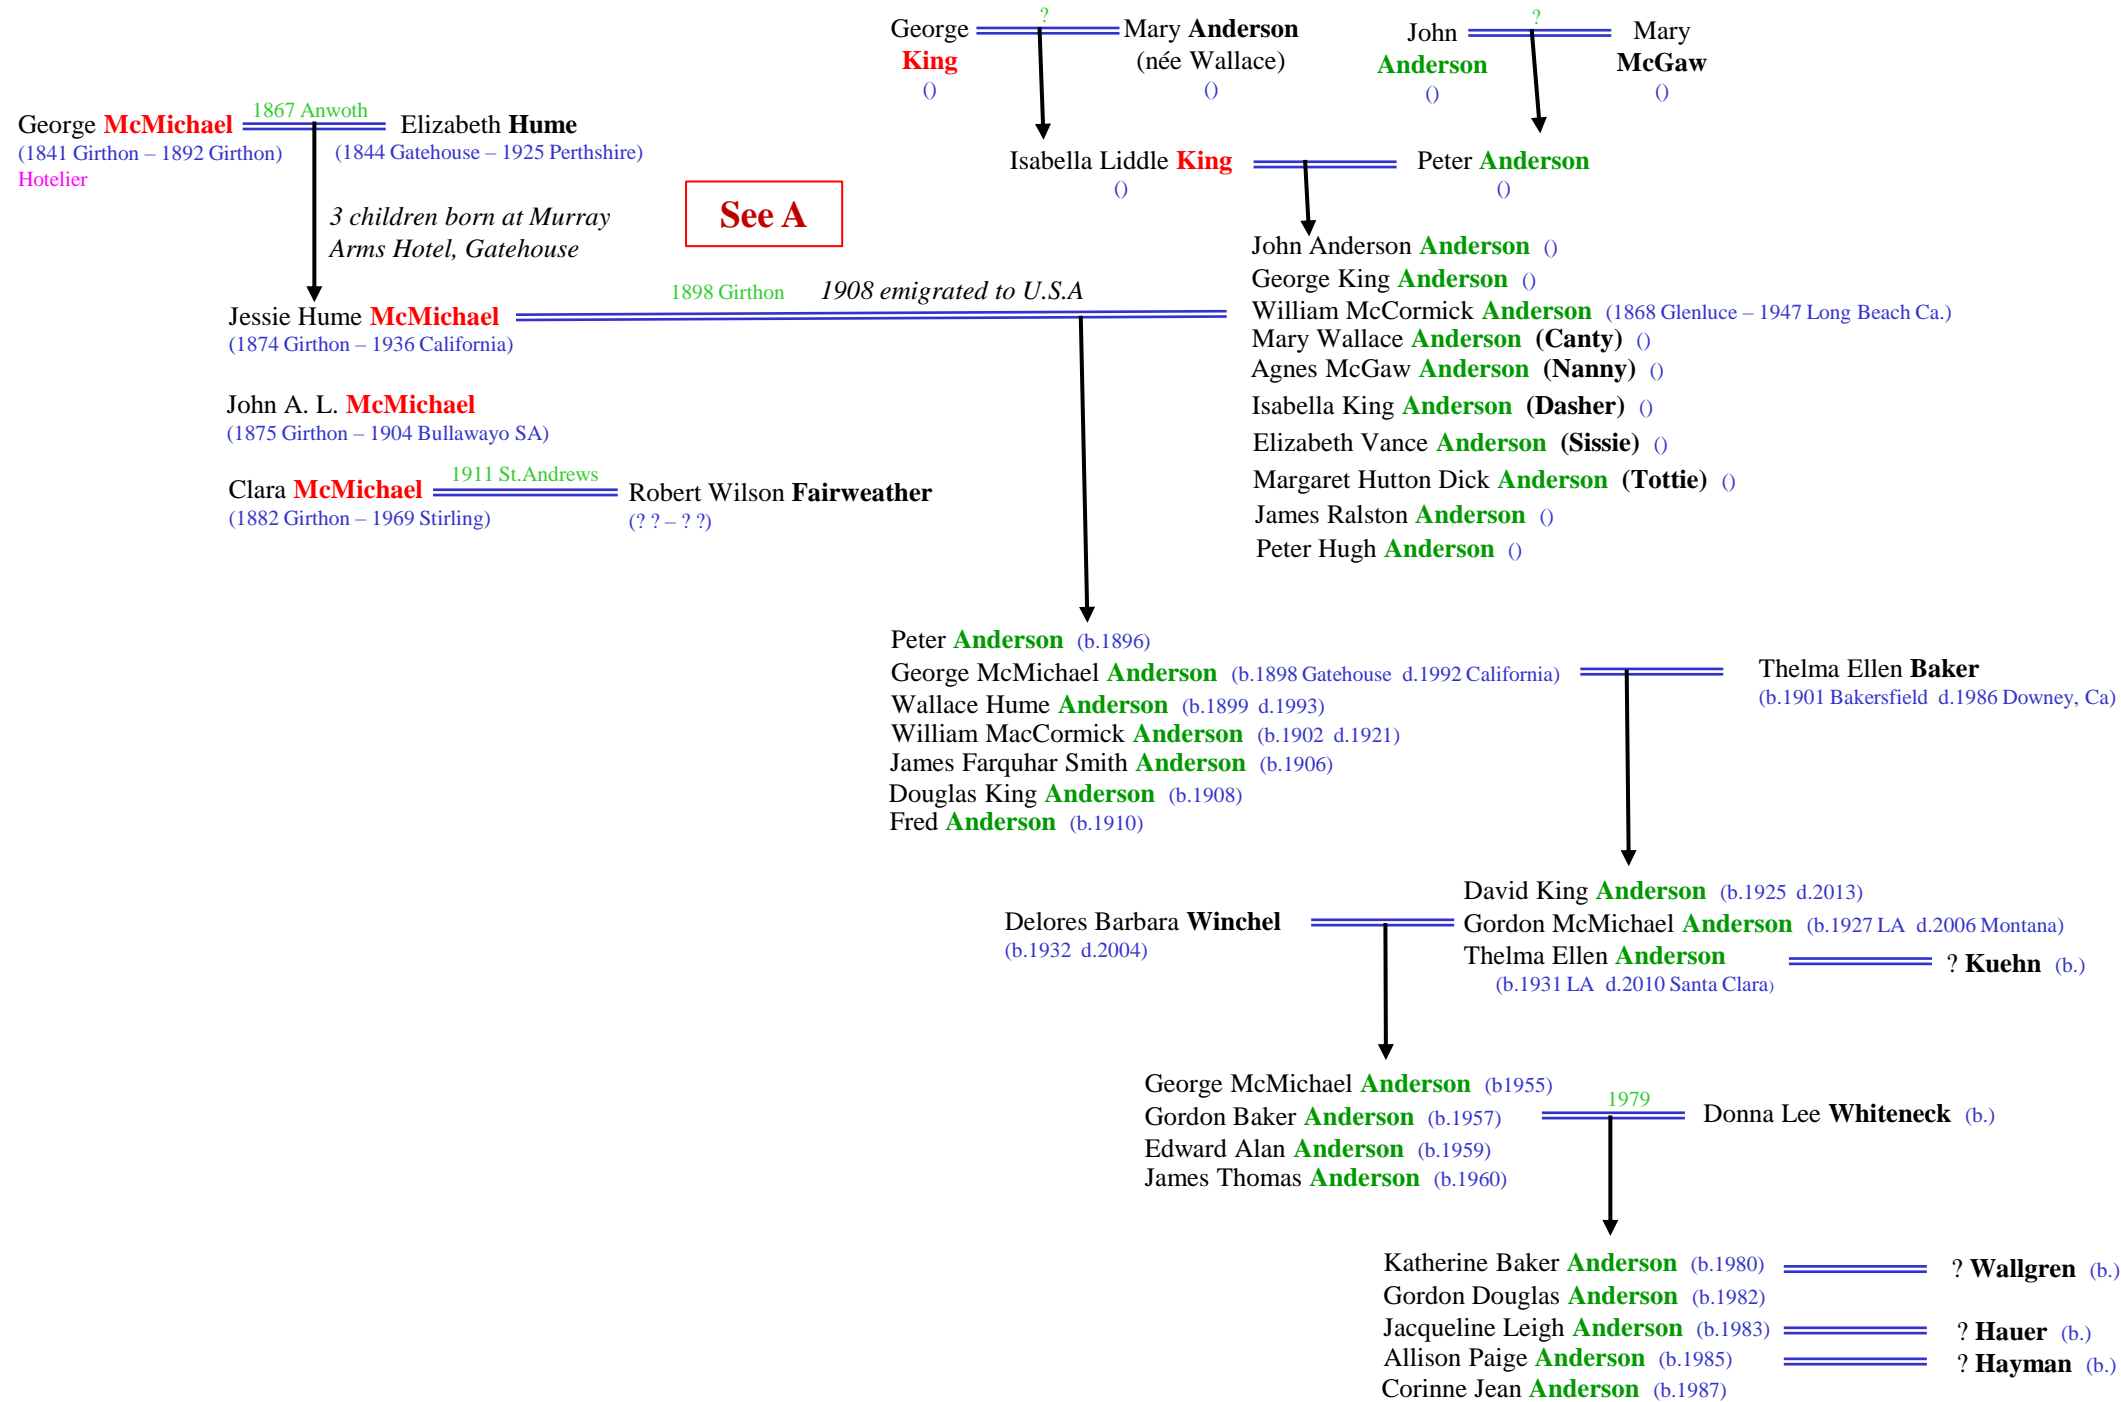 ?
?
George
Mary Anderson
John
Mary
King
(née Wallace)
Anderson
McGaw
()
()
()
()
1867 Anwoth
George McMichael
Elizabeth Hume
(1841 Girthon – 1892 Girthon)
(1844 Gatehouse – 1925 Perthshire)
Hotelier
Isabella Liddle King
Peter Anderson
()
()
3 children born at Murray
Arms Hotel, Gatehouse
See A
John Anderson Anderson ()
George King Anderson ()
1898 Girthon
1908 emigrated to U.S.A
William McCormick Anderson (1868 Glenluce – 1947 Long Beach Ca.)
Jessie Hume McMichael
(1874 Girthon – 1936 California)
Mary Wallace Anderson (Canty) ()
Agnes McGaw Anderson (Nanny) ()
John A. L. McMichael
(1875 Girthon – 1904 Bullawayo SA)
Isabella King Anderson (Dasher) ()
Elizabeth Vance Anderson (Sissie) ()
1911 St.Andrews
Clara McMichael
Robert Wilson Fairweather
(1882 Girthon – 1969 Stirling)
(? ? – ? ?)
Margaret Hutton Dick Anderson (Tottie) ()
James Ralston Anderson ()
Peter Hugh Anderson ()
Peter Anderson (b.1896)
George McMichael Anderson (b.1898 Gatehouse d.1992 California)
Thelma Ellen Baker
(b.1901 Bakersfield d.1986 Downey, Ca)
Wallace Hume Anderson (b.1899 d.1993)
William MacCormick Anderson (b.1902 d.1921)
James Farquhar Smith Anderson (b.1906)
Douglas King Anderson (b.1908)
Fred Anderson (b.1910)
David King Anderson (b.1925 d.2013)
Delores Barbara Winchel
(b.1932 d.2004)
Gordon McMichael Anderson (b.1927 LA d.2006 Montana)
Thelma Ellen Anderson
? Kuehn (b.)
(b.1931 LA d.2010 Santa Clara)
George McMichael Anderson (b1955)
1979
Gordon Baker Anderson (b.1957)
Donna Lee Whiteneck (b.)
Edward Alan Anderson (b.1959)
James Thomas Anderson (b.1960)
Katherine Baker Anderson (b.1980)
? Wallgren (b.)
Gordon Douglas Anderson (b.1982)
Jacqueline Leigh Anderson (b.1983)
? Hauer (b.)
Allison Paige Anderson (b.1985)
? Hayman (b.)
Corinne Jean Anderson (b.1987)